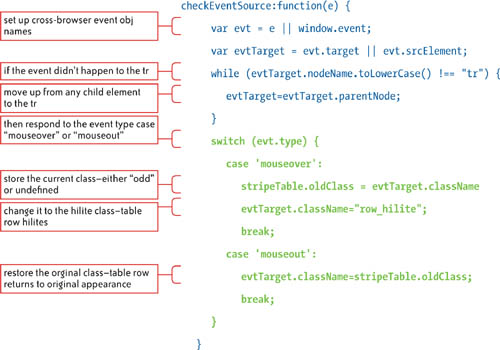 checkEventSource:function(e) {
set up cross-browser event obj
names
var evt = e || window.event;
var evtTarget = evt.target || evt.srcElement;
if the event didn't happen to the tr
while (evtTarget.nodeName.toLowerCase() !== "tr") {
move up from any child element
to the tr
evtTarget=evtTarget.parentNode;
}
then respond to the event type case
"mouseover" or "mouseout"
switch (evt.type) {
case 'mouseover':
store the current class—either "odd"
or undefined
stripeTable.oldClass = evtTarget.className
change it to the hilite class—table
row hilites
evtTarget.className="row_hilite";
break;
case 'mouseout':
restore the orginal class—table row
returns to original appearance
evtTarget.className=stripeTable.oldClass;
break;
}
}